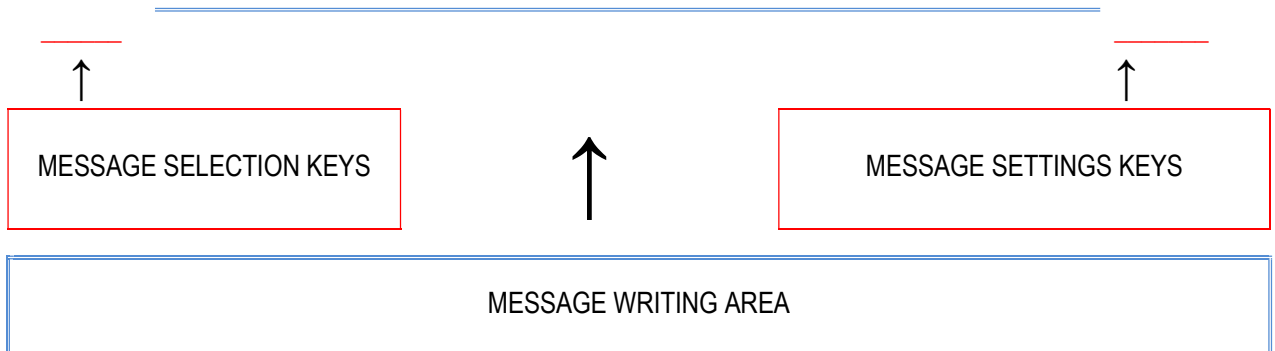 MESSAGE SELECTION KEYS
MESSAGE SETTINGS KEYS
MESSAGE WRITING AREA